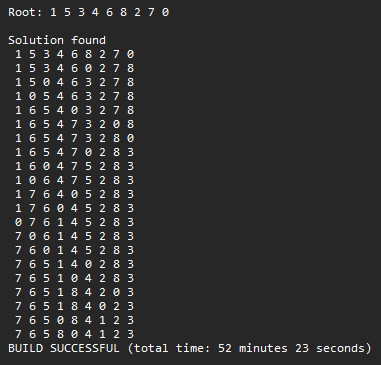 Root: 1 5 3 4 6 8 2 7 0
Solution found
1 5 3 4 6 8 2 7 0
1 5 3 4 6 0 2 7 8
1 5 0 4 6 3 2 7 8
1 0 5 4 6 3 2 7 8
1 6 5 4 0 3 2 7 8
1 6 5 4 7 3 2 0 8
1 6 5 4 7 3 2 8 0
1 6 5 4 7 0 2 8 3
1 6 0 4 7 5 2 8 3
1 0 6 4 7 5 2 8 3
1 7 6 4 0 5 2 8 3
1 7 6 0 4 5 2 8 3
0 7 6 1 4 5 2 8 3
7 0 6 1 4 5 2 8 3
7 6 0 1 4 5 2 8 3
7 6 5 1 4 0 2 8 3
7 6 5 1 0 4 2 8 3
7 6 5 1 8 4 2 0 3
7 6 5 1 8 4 0 2 3
7 6 5 0 8 4 1 2 3
7 6 5 8 0 4 1 2 3
BUILD SUCCESSFUL (total time: 52 minutes 23 seconds)